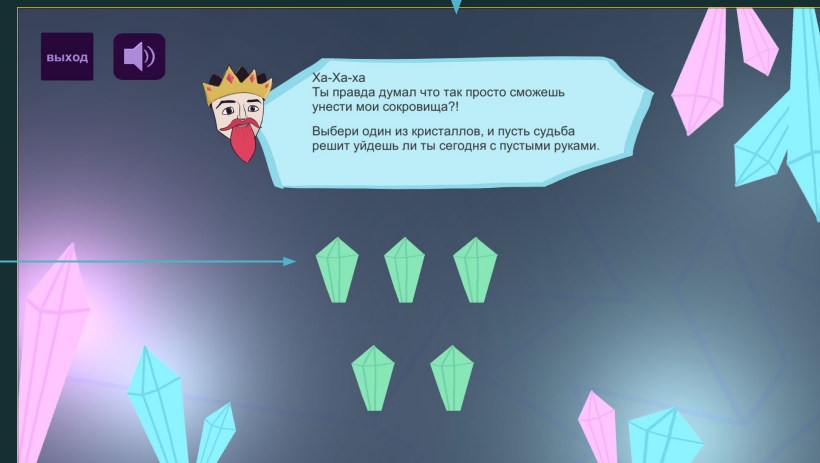 выход
Ха-Ха-ха
Ты правда думал что так просто сможешь
унести мои сокровища?!
Выбери один из кристаллов, и пусть судьба
решит уйдешь ли ты сегодня с пустыми руками.